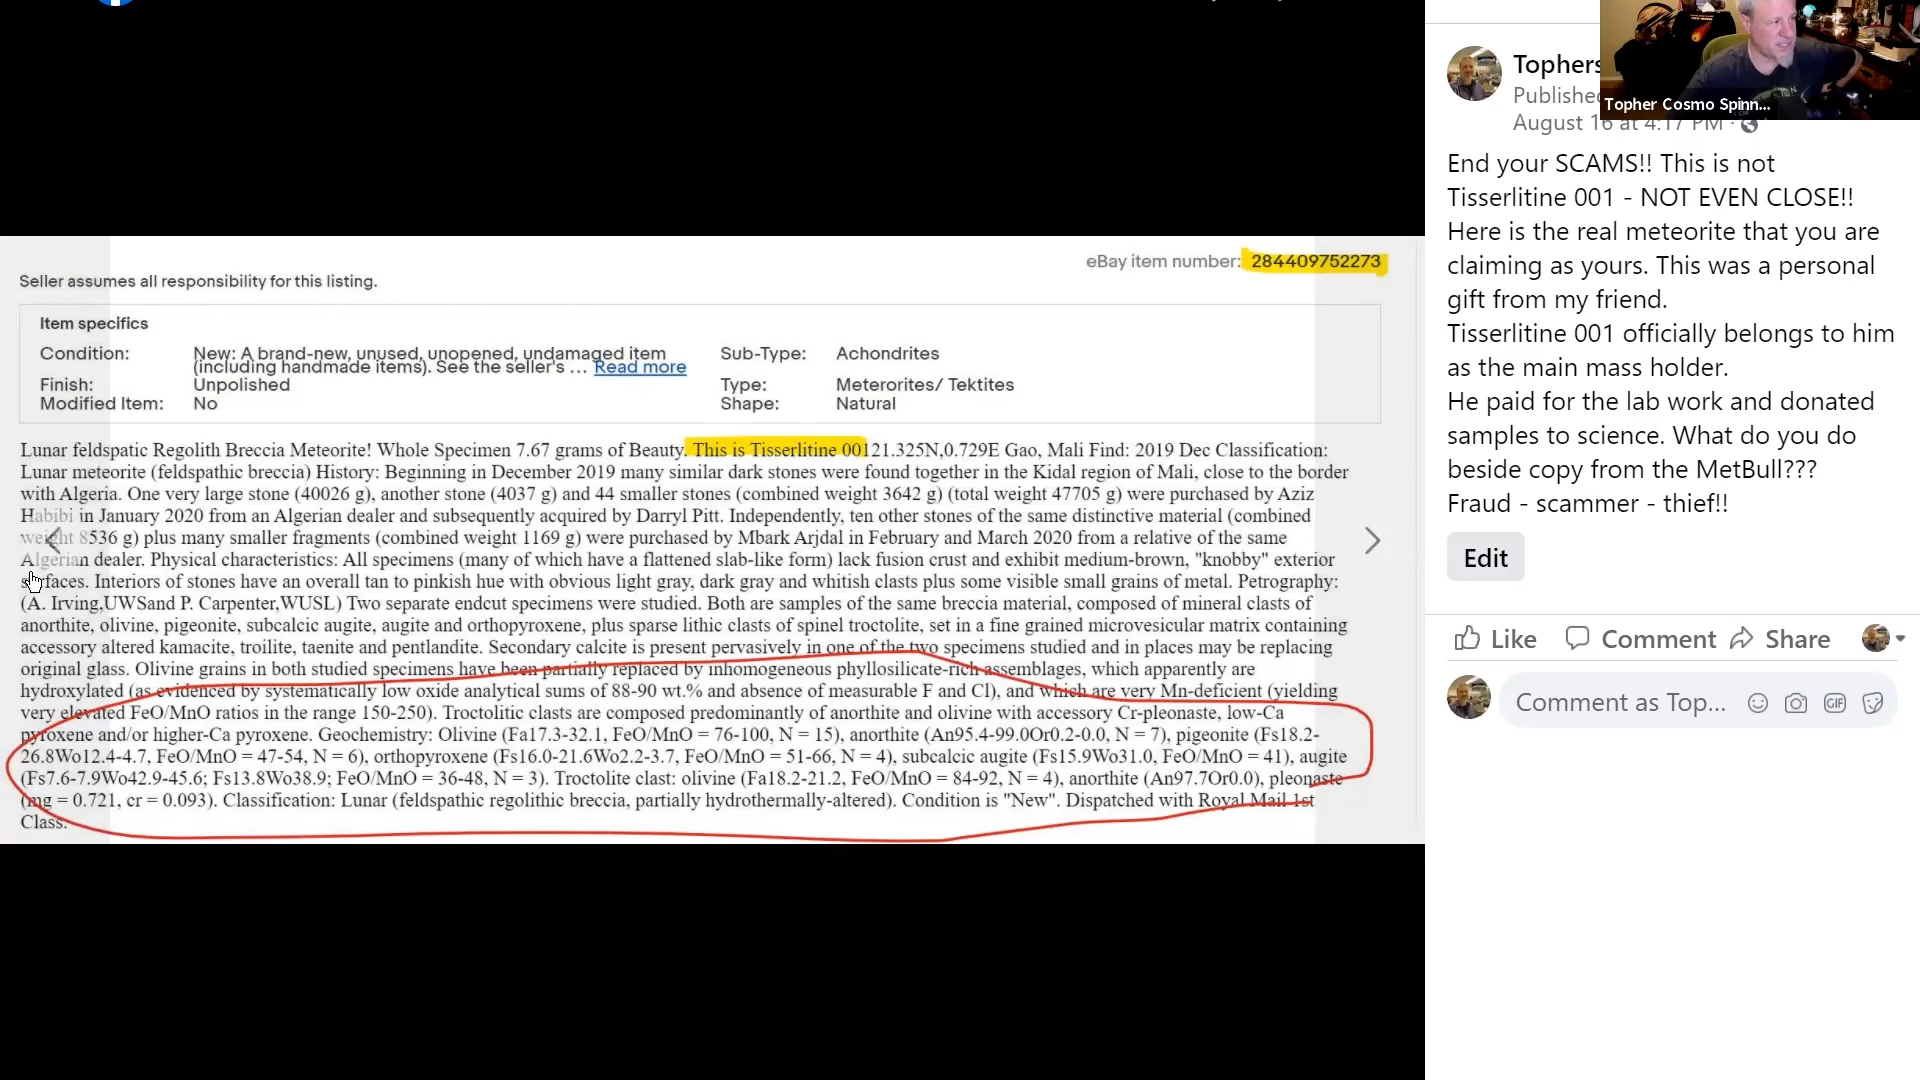 eBay item number: 284409752273
Seller assumes all responsibility for this listing.
Item specifics
Condition: New: A brand-new, unused, unopened, undamaged item (including handmade items). See the seller's ... Read more
Sub-Type: Achondrites
Finish: Unpolished
Type: Meterorites/ Tektites
Modified Item: No
Shape: Natural
Lunar feldspatic Regolith Breccia Meteorite! Whole Specimen 7.67 grams of Beauty. This is Tisserlitine 00121.325N,0.729E Gao, Mali Find: 2019 Dec Classification:
Lunar meteorite (feldspathic breccia) History: Beginning in December 2019 many similar dark stones were found together in the Kidal region of Mali, close to the border
with Algeria. One very large stone (40026 g), another stone (4037 g) and 44 smaller stones (combined weight 3642 g) (total weight 47705 g) were purchased by Aziz
Habibi in January 2020 from an Algerian dealer and subsequently acquired by Darryl Pitt. Independently, ten other stones of the same distinctive material (combined
weight 8536 g) plus many smaller fragments (combined weight 1169 g) were purchased by Mbark Arjdal in February and March 2020 from a relative of the same
Algerian dealer. Physical characteristics: All specimens (many of which have a flattened slab-like form) lack fusion crust and exhibit medium-brown, "knobby" exterior
surfaces. Interiors of stones have an overall tan to pinkish hue with obvious light gray, dark gray and whitish clasts plus some visible small grains of metal. Petrography:
(A. Irving,UWSand P. Carpenter,WUSL) Two separate endcut specimens were studied. Both are samples of the same breccia material, composed of mineral clasts of
anorthite, olivine, pigeonite, subcalcic augite, augite and orthopyroxene, plus sparse lithic clasts of spinel troctolite, set in a fine grained microvesicular matrix containing
accessory altered kamacite, troilite, taenite and pentlandite. Secondary calcite is present pervasively in one of the two specimens studied and in places may be replacing
original glass. Olivine grains in both studied specimens have been partially replaced by inhomogeneous phyllosilicate-rich assemblages, which apparently are
hydroxylated (as evidenced by systematically low oxide analytical sums of 88-90 wt.% and absence of measurable F and Cl), and which are very Mn-deficient (yielding
very elevated FeO/MnO ratios in the range 150-250). Troctolitic clasts are composed predominantly of anorthite and olivine with accessory Cr-pleonaste, low-Ca
pyroxene and/or higher-Ca pyroxene. Geochemistry: Olivine (Fa17.3-32.1, FeO/MnO = 76-100, N = 15), anorthite (An95.4-99.0Or0.2-0.0, N = 7), pigeonite (Fs18.2-
26.8Wo12.4-4.7, FeO/MnO = 47-54, N = 6), orthopyroxene (Fs16.0-21.6Wo2.2-3.7, FeO/MnO = 51-66, N = 4), subcalcic augite (Fs15.9Wo31.0, FeO/MnO = 41), augite
(Fs7.6-7.9Wo42.9-45.6; Fs13.8Wo38.9; FeO/MnO = 36-48, N = 3). Troctolite clast: olivine (Fa18.2-21.2, FeO/MnO = 84-92, N = 4), anorthite (An97.7Or0.0), pleonaste
(mg = 0.721, cr = 0.093). Classification: Lunar (feldspathic regolithic breccia, partially hydrothermally-altered). Condition is "New". Dispatched with Royal Mail 1st
Class.
Tophers
Topher Cosmo Spinn...
August 16 at 4:17 PM ·
End your SCAMS!! This is not
Tisserlitine 001 - NOT EVEN CLOSE!!
Here is the real meteorite that you are
claiming as yours. This was a personal
gift from my friend.
Tisserlitine 001 officially belongs to him
as the main mass holder.
He paid for the lab work and donated
samples to science. What do you do
beside copy from the MetBull???
Fraud - scammer - thief!!
Edit
Like Comment Share
Comment as Top...
GIF